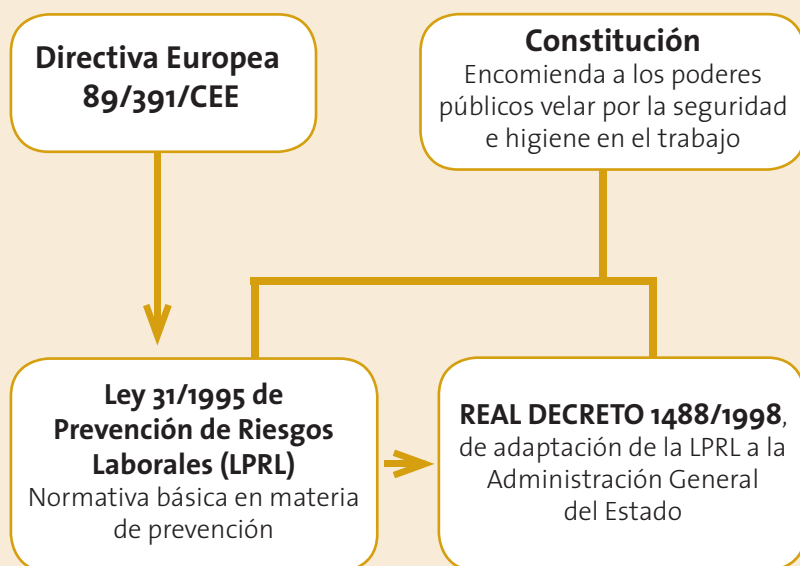 Directiva Europea
89/391/CEE
Constitución
Encomienda a los poderes
públicos velar por la seguridad
e higiene en el trabajo
Ley 31/1995 de
Prevención de Riesgos
Laborales (LPRL)
Normativa básica en materia
de prevención
REAL DECRETO 1488/1998,
de adaptación de la LPRL a la
Administración General
del Estado